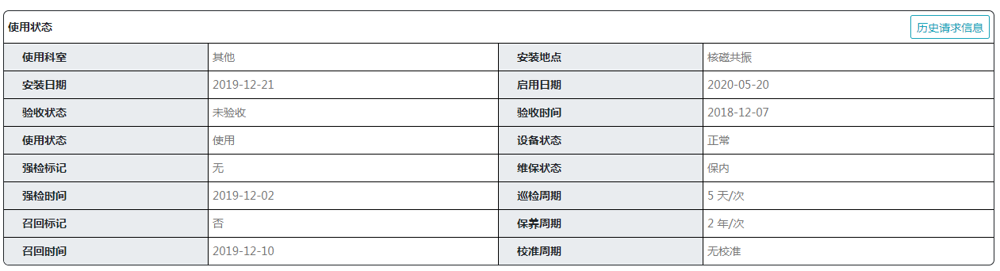 使用状态 历史请求信息
使用科室 其他 安装地点 核磁共振
安装日期 2019-12-21 启用日期 2020-05-20
验收状态 未验收 验收时间 2018-12-07
使用状态 使用 设备状态 正常
强检标记 无 维保状态 保内
强检时间 2019-12-02 巡检周期 5 天/次
召回标记 否 保养周期 2 年/次
召回时间 2019-12-10 校准周期 无校准